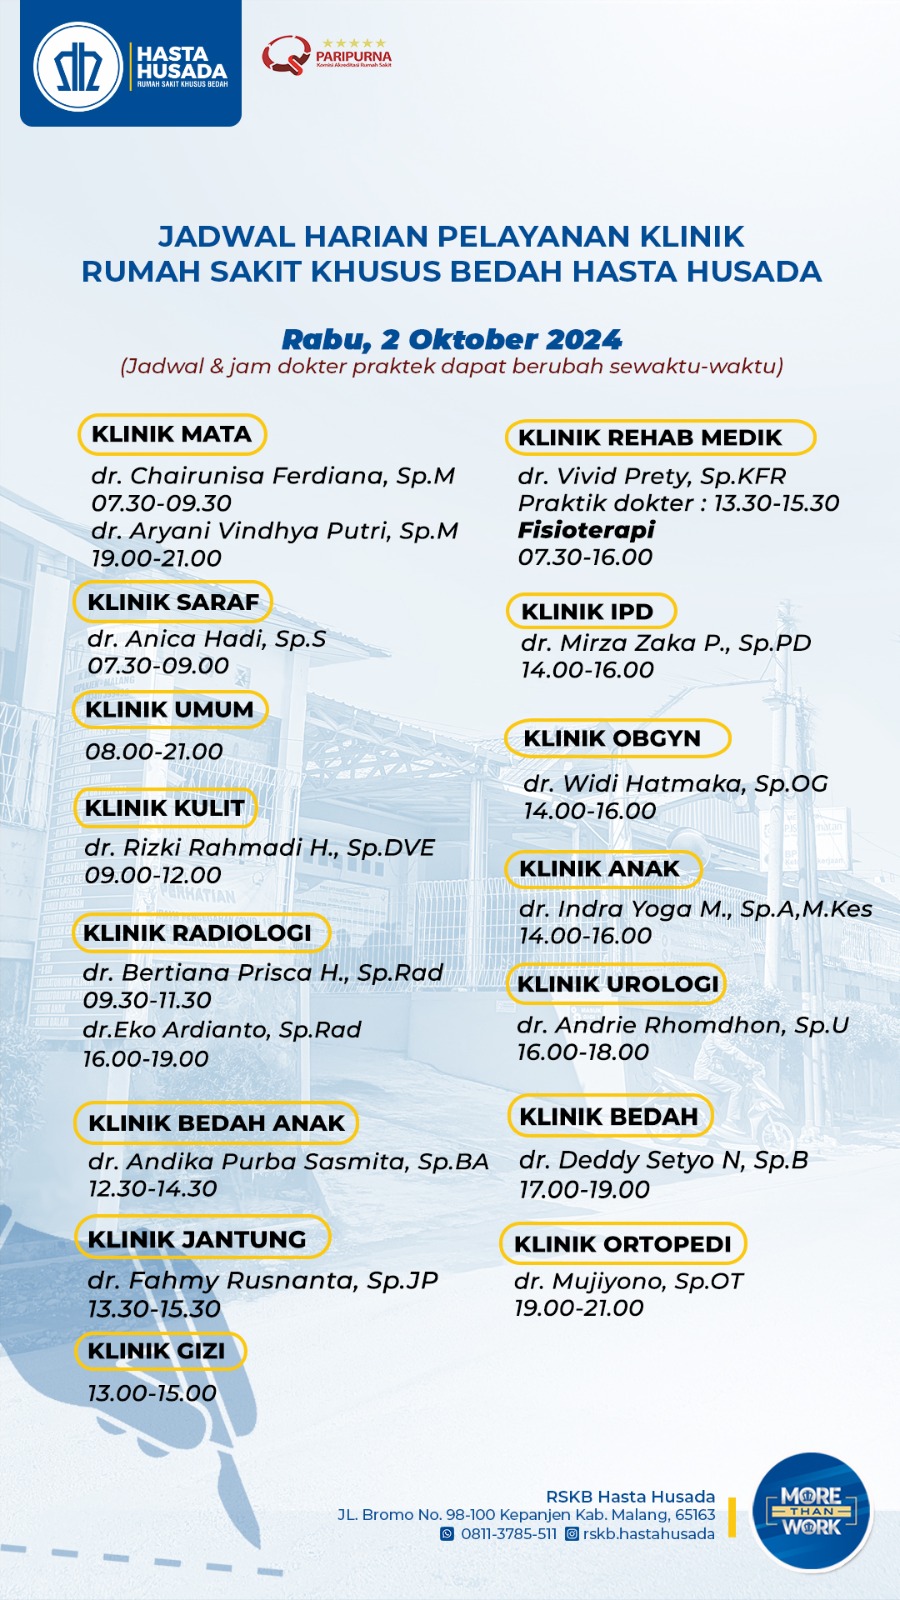 HASTA
HUSADA
RUMAH SAKIT KHUSUS BEDAH
PARIPURNA
Komisi Akreditasi Rumah Sakit
JADWAL HARIAN PELAYANAN KLINIK
RUMAH SAKIT KHUSUS BEDAH HASTA HUSADA
Rabu, 2 Oktober 2024
(Jadwal & jam dokter praktek dapat berubah sewaktu-waktu)
KLINIK MATA
dr. Chairunisa Ferdiana, Sp.M
07.30-09.30
dr. Aryani Vindhya Putri, Sp.M
19.00-21.00
KLINIK SARAF
dr. Anica Hadi, Sp.S
07.30-09.00
KLINIK UMUM
08.00-21.00
KLINIK KULIT
dr. Rizki Rahmadi H., Sp.DVE
09.00-12.00
KLINIK RADIOLOGI
dr. Bertiana Prisca H., Sp.Rad
09.30-11.30
dr.Eko Ardianto, Sp.Rad
16.00-19.00
KLINIK BEDAH ANAK
dr. Andika Purba Sasmita, Sp.BA
12.30-14.30
KLINIK JANTUNG
dr. Fahmy Rusnanta, Sp.JP
13.30-15.30
KLINIK GIZI
13.00-15.00
KLINIK REHAB MEDIK
dr. Vivid Prety, Sp.KFR
Praktik dokter : 13.30-15.30
Fisioterapi
07.30-16.00
KLINIK IPD
dr. Mirza Zaka P., Sp.PD
14.00-16.00
KLINIK OBGYN
dr. Widi Hatmaka, Sp.OG
14.00-16.00
KLINIK ANAK
dr. Indra Yoga M., Sp.A,M.Kes
14.00-16.00
KLINIK UROLOGI
dr. Andrie Rhomdhon, Sp.U
16.00-18.00
KLINIK BEDAH
dr. Deddy Setyo N, Sp.B
17.00-19.00
KLINIK ORTOPEDI
dr. Mujiyono, Sp.OT
19.00-21.00
PERHATIAN
RSKB Hasta Husada
JL. Bromo No. 98-100 Kepanjen Kab. Malang, 65163
0811-3785-511 rskb.hastahusada
MORE
THAN
WORK